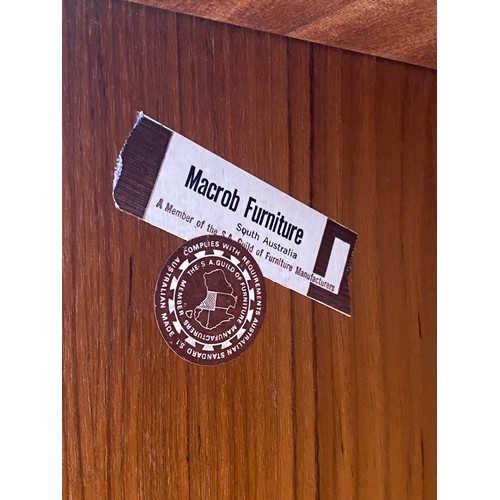 Macrob Furniture
South Australia
A Member of the S.A. Guild of Furniture Manufacturers
AUSTRALIAN MADE COMPLIES WITH REQUIREMENTS AUSTRALIAN STANDARD S1
THE S.A. GUILD OF FURNITURE MANUFACTURERS
MEMBER